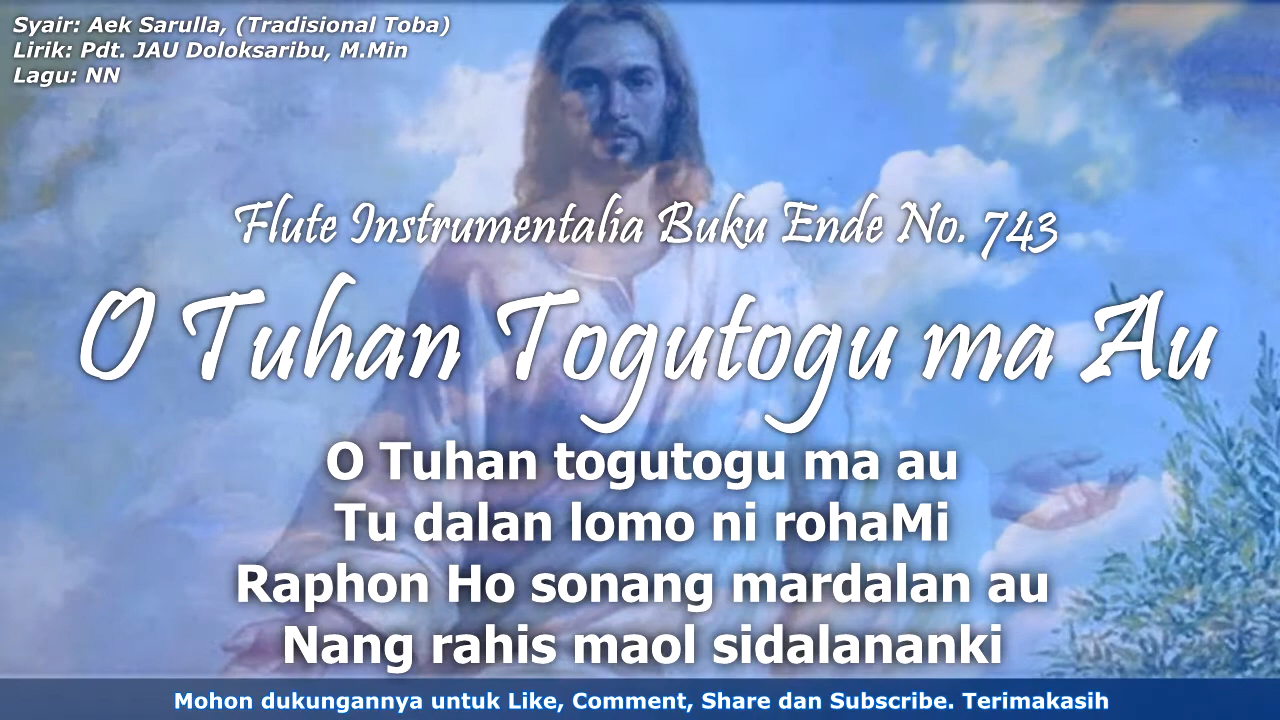 Syair: Aek Sarulla, (Tradisional Toba)
Lirik: Pdt. JAU Doloksaribu, M.Min
Lagu: NN
Flute Instrumentalia Buku Ende No. 743
O Tuhan Togutogu ma Au
O Tuhan togutogu ma au
Tu dalan lomo ni rohaMi
Raphon Ho sonang mardalan au
Nang rahis maol sidalananki
Mohon dukungannya untuk Like, Comment, Share dan Subscribe. Terimakasih